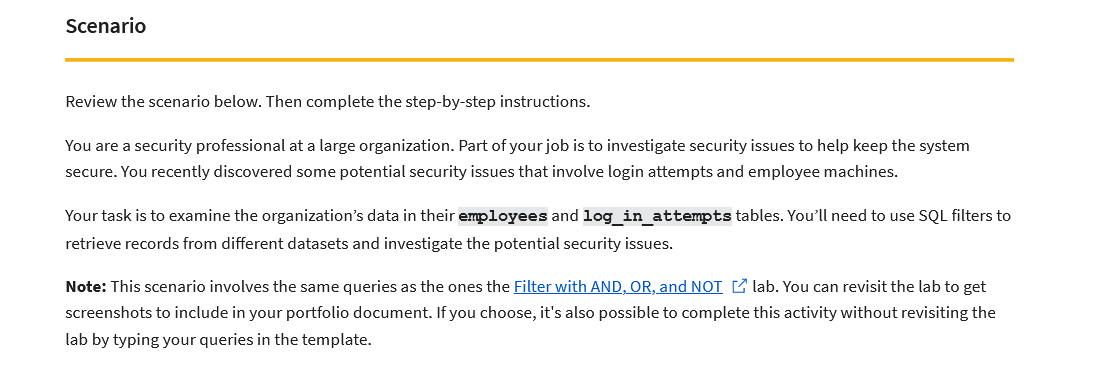 Scenario
Review the scenario below. Then complete the step-by-step instructions.
You are a security professional at a large organization. Part of your job is to investigate security issues to help keep the system
secure. You recently discovered some potential security issues that involve login attempts and employee machines.
Your task is to examine the organization’s data in their employees and log_in_attempts tables. You’ll need to use SQL filters to
retrieve records from different datasets and investigate the potential security issues.
Note: This scenario involves the same queries as the ones the Filter with AND, OR, and NOT lab. You can revisit the lab to get
screenshots to include in your portfolio document. If you choose, it's also possible to complete this activity without revisiting the
lab by typing your queries in the template.